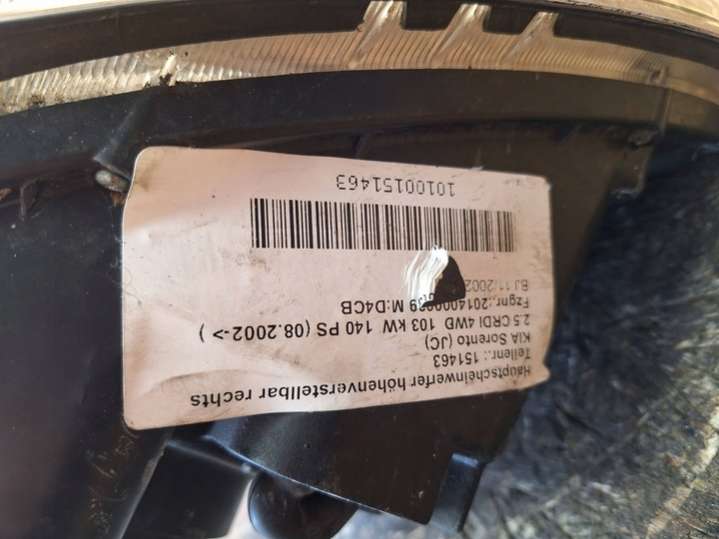 Hauptscheinwerfer höhenverstellbar rechts
Teilenr.: 151463
KIA Sorento (JC)
2.5 CRDI 4WD 103 kW 140 PS (08.2002-> )
M:D4CB
BJ.11/2002
10100151463